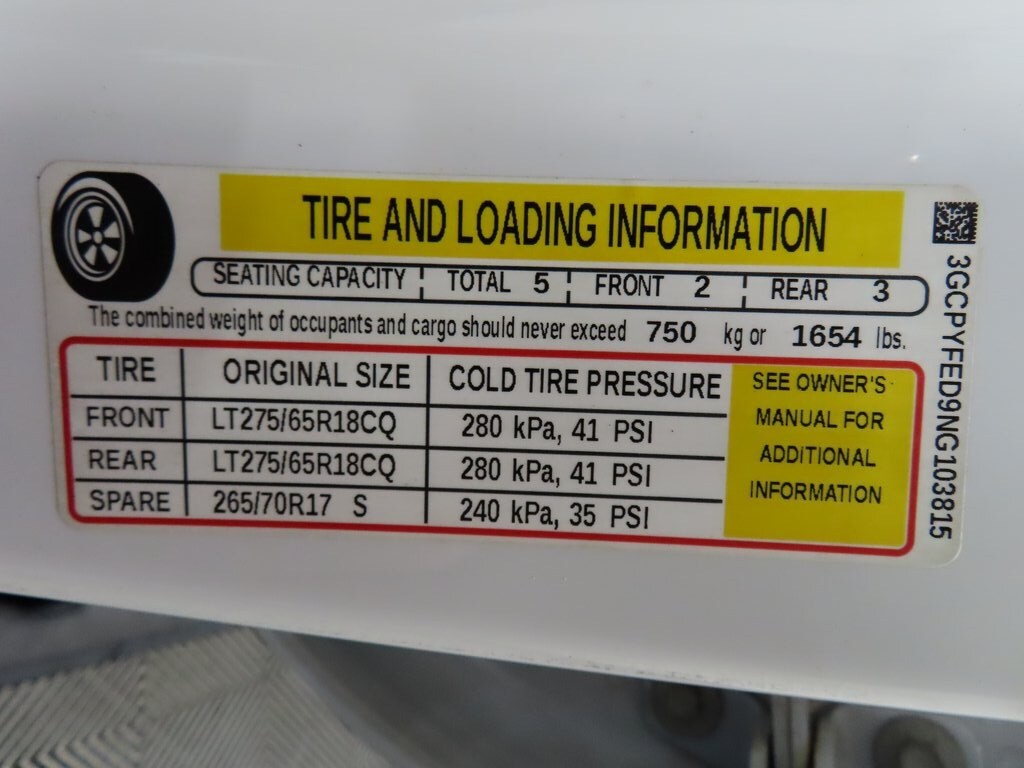 TIRE AND LOADING INFORMATION
SEATING CAPACITY TOTAL 5 FRONT 2 REAR 3
The combined weight of occupants and cargo should never exceed 750 kg or 1654 lbs.
TIRE ORIGINAL SIZE COLD TIRE PRESSURE
FRONT LT275/65R18CQ 280 kPa, 41 PSI
REAR LT275/65R18CQ 280 kPa, 41 PSI
SPARE 265/70R17 S 240 kPa, 35 PSI
SEE OWNER'S
MANUAL FOR
ADDITIONAL
INFORMATION
3GCPYFED9NG103815